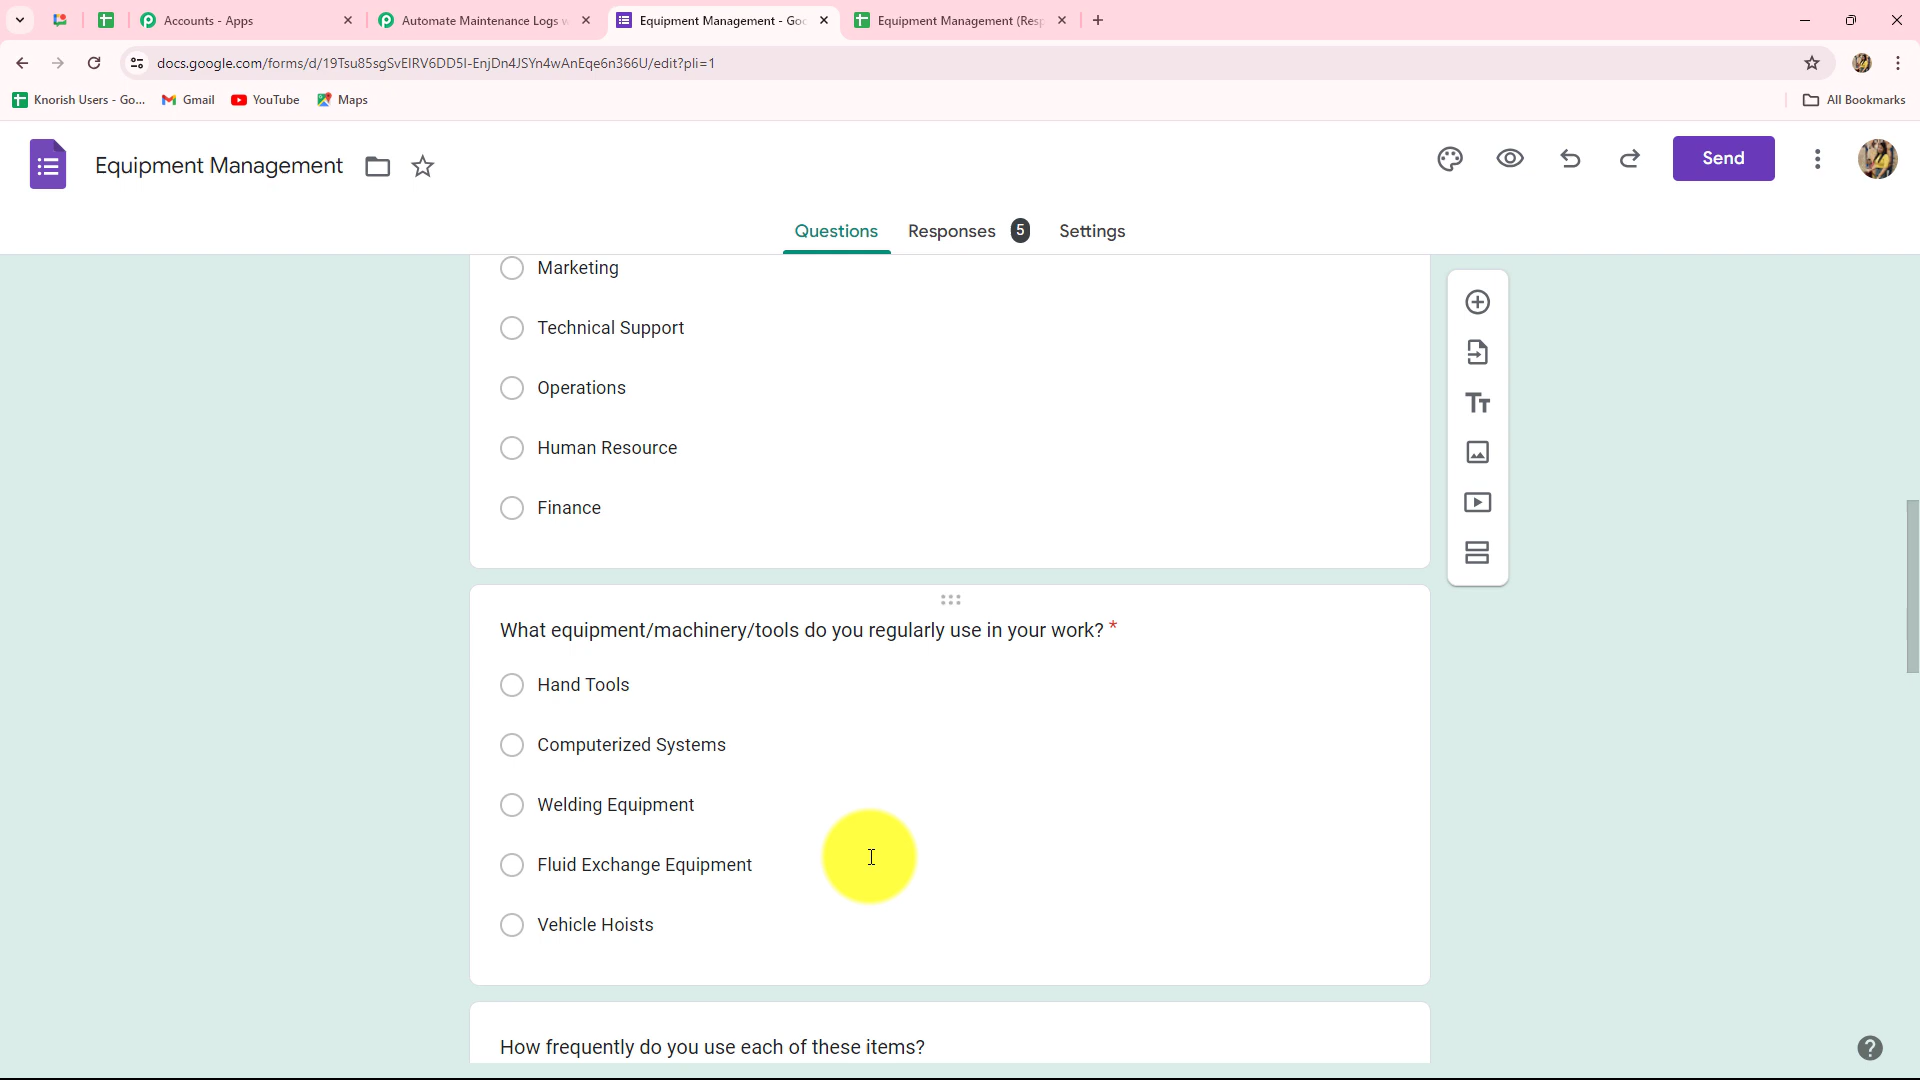 Accounts - Apps
Automate Maintenance Logs
Equipment Management - Goo
Equipment Management (Resp
docs.google.com/forms/d/19Tsu85sgSvEIRV6DD5I-EnjDn4JSYn4wAnEqe6n366U/edit?pli=1
Knorish Users - Go...
Gmail
YouTube
Maps
All Bookmarks
Equipment Management
Send
Questions
Responses 5
Settings
Marketing
Technical Support
Operations
Human Resource
Finance
What equipment/machinery/tools do you regularly use in your work? *
Hand Tools
Computerized Systems
Welding Equipment
Fluid Exchange Equipment
Vehicle Hoists
How frequently do you use each of these items?